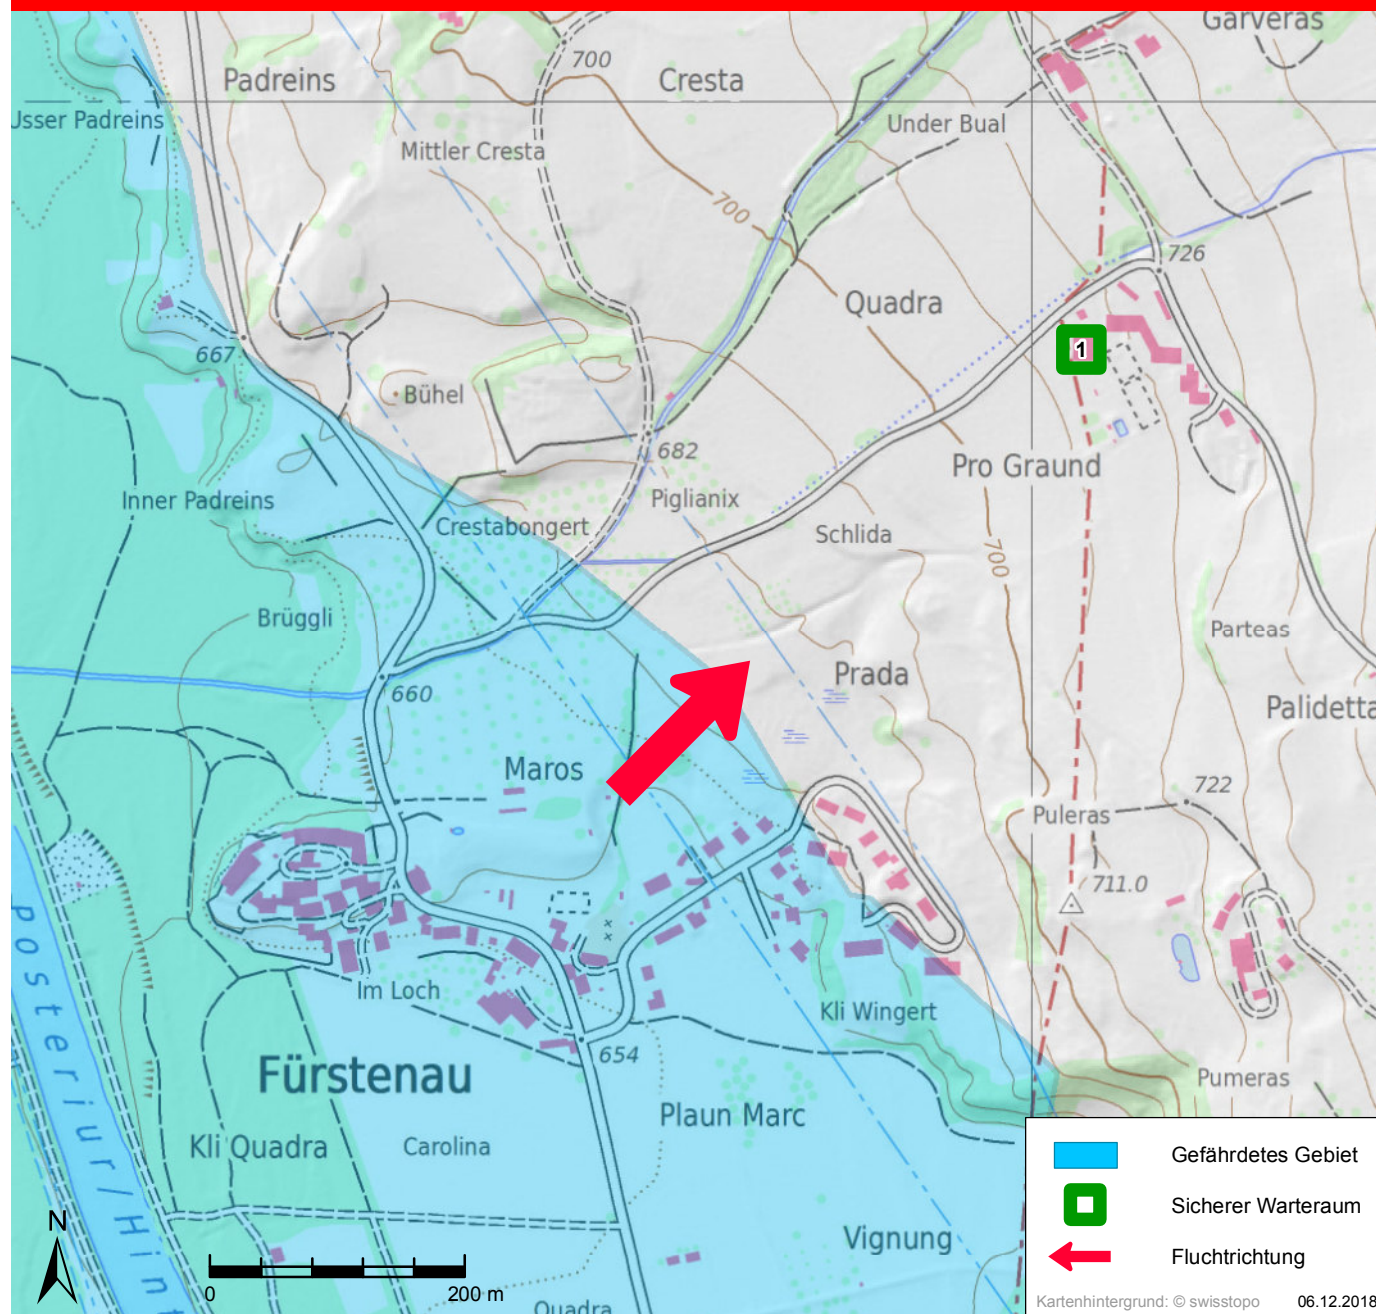 Garveras
700
Padreins
Cresta
Usser Padreins
Under Bual
Mittler Cresta
700
726
Quadra
667
1
Bühel
682
Pro Graund
Inner Padreins
Piglianix
Crestabongert
Schlida
700
Brüggli
Parteas
Prada
660
Palidetta
Maros
722
Puleras
711.0
Im Loch
Kli Wingert
654
Fürstenau
Pumeras
Plaun Marc
Kli Quadra
Carolina
Posteriur/Hint
Vignung
Quadra
N
0
200 m
Gefährdetes Gebiet
Sicherer Warteraum
Fluchtrichtung
Kartenhintergrund: © swisstopo 06.12.2018